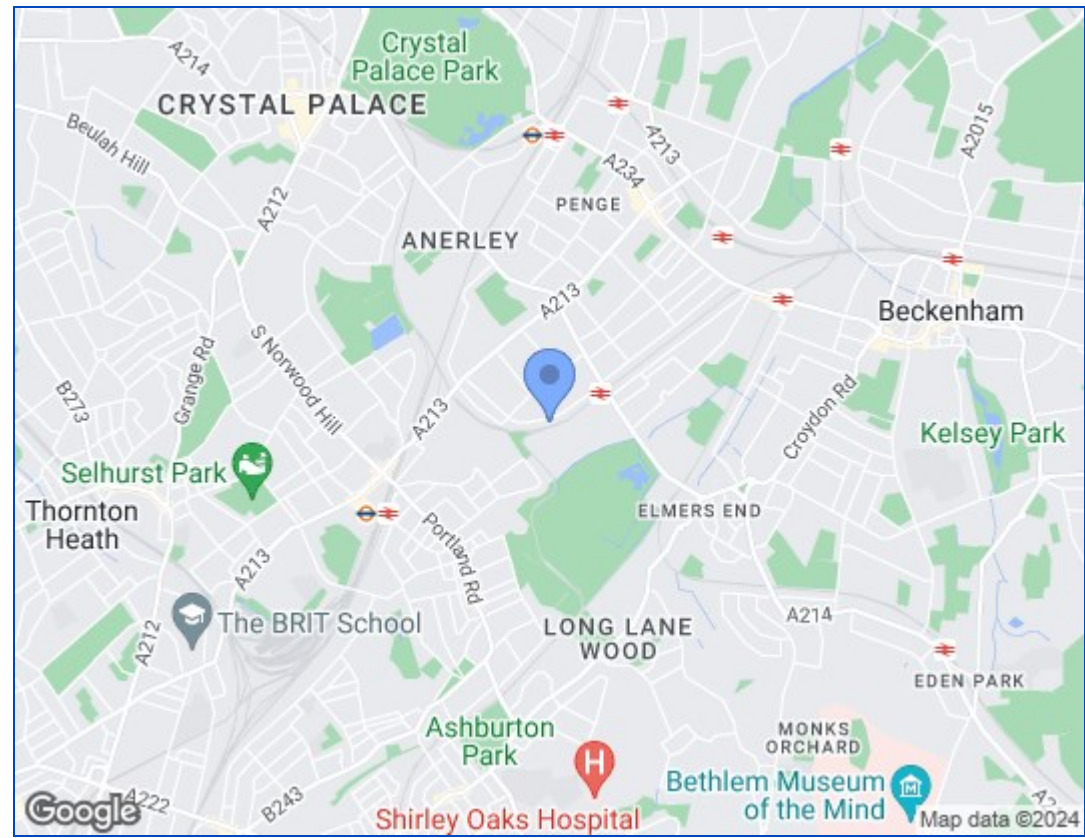 A214
Crystal
Palace Park
CRYSTAL PALACE
A213
A2015
Beulah Hill
A234
A212
PENGE
ANERLEY
A213
Beckenham
S Norwood Hill
Grange Rd
B273
A213
Croydon Rd
Kelsey Park
Selhurst Park
Thornton
Heath
ELMERS END
Portland Rd
A213
A214
The BRIT School
A212
LONG LANE
WOOD
EDEN PARK
Ashburton
Park
MONKS
ORCHARD
Bethlem Museum
of the Mind
H
Google
A222
B243
Shirley Oaks Hospital
Map data ©2024